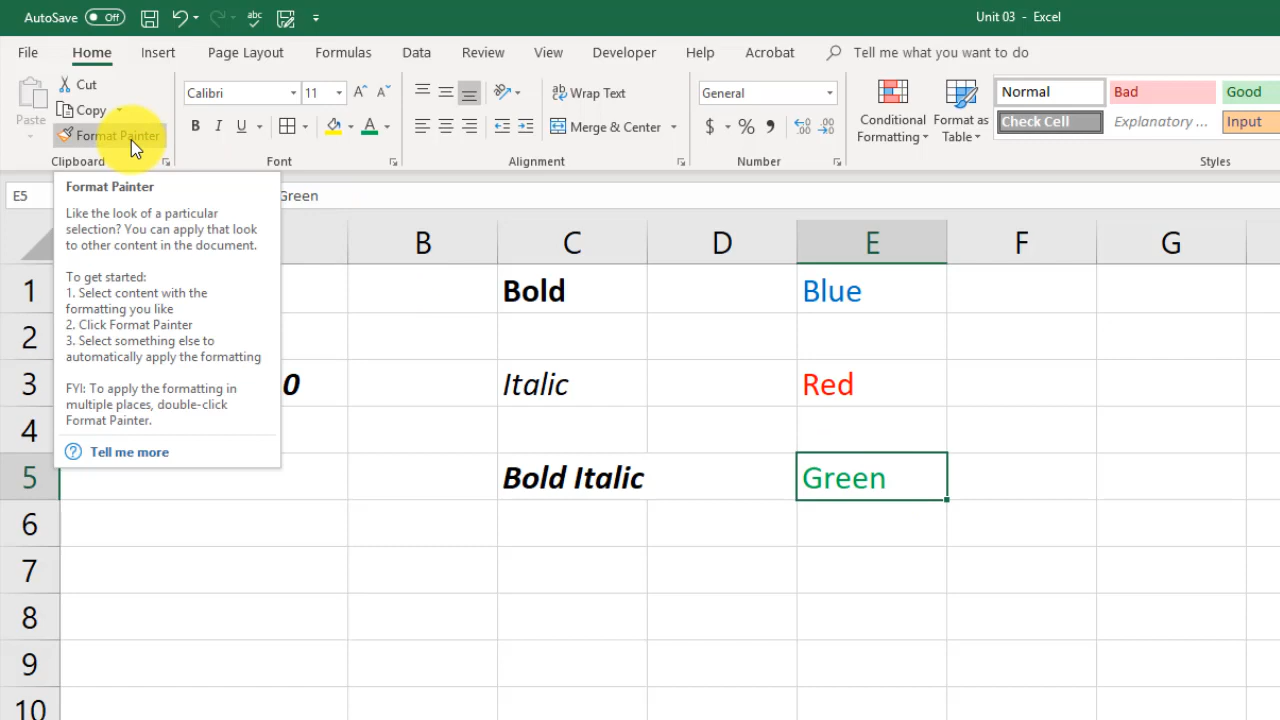 AutoSave Off
Unit 03 - Excel
File Home Insert Page Layout Formulas Data Review View Developer Help Acrobat Tell me what you want to do
Paste
Cut
Copy
Format Painter
Clipboard
Calibri 11
B I U
A
Font
ab Wrap Text
Merge & Center
Alignment
General
$ % ,
Number
Conditional
Formatting
Format as
Table
Normal Bad Good
Check Cell Explanatory ... Input
Styles
E5 Green
Format Painter
Like the look of a particular
selection? You can apply that look
to other content in the document.
To get started:
1. Select content with the
formatting you like
2. Click Format Painter
3. Select something else to
automatically apply the formatting
FYI: To apply the formatting in
multiple places, double-click
Format Painter.
Tell me more
B C D E F G
1 Bold Blue
2
3 0 Italic Red
4
5 Bold Italic Green
6
7
8
9
10